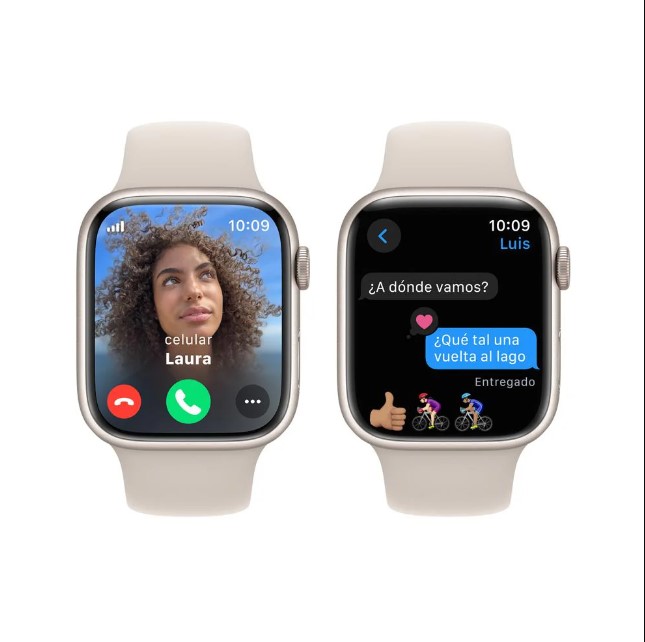 10:09
celular
Laura
10:09
Luis
¿A dónde vamos?
¿Qué tal una
vuelta al lago
Entregado